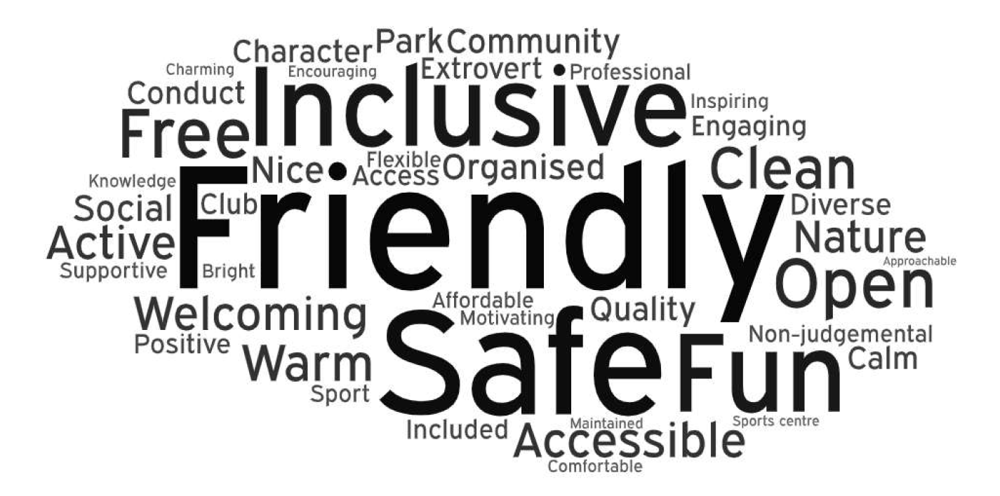 Park Community
Character
Charming
Encouraging
Extrovert
Professional
Conduct
Inclusive
Inspiring
Free
Engaging
Nice
Flexible
Access
Organised
Clean
Knowledge
Friendly
Social
Club
Diverse
Active
Nature
Supportive
Bright
Approachable
Open
Welcoming
Affordable
Motivating
Quality
Positive
Safe
Non-judgemental
Warm
Fun
Calm
Sport
Included
Maintained
Sports centre
Accessible
Comfortable